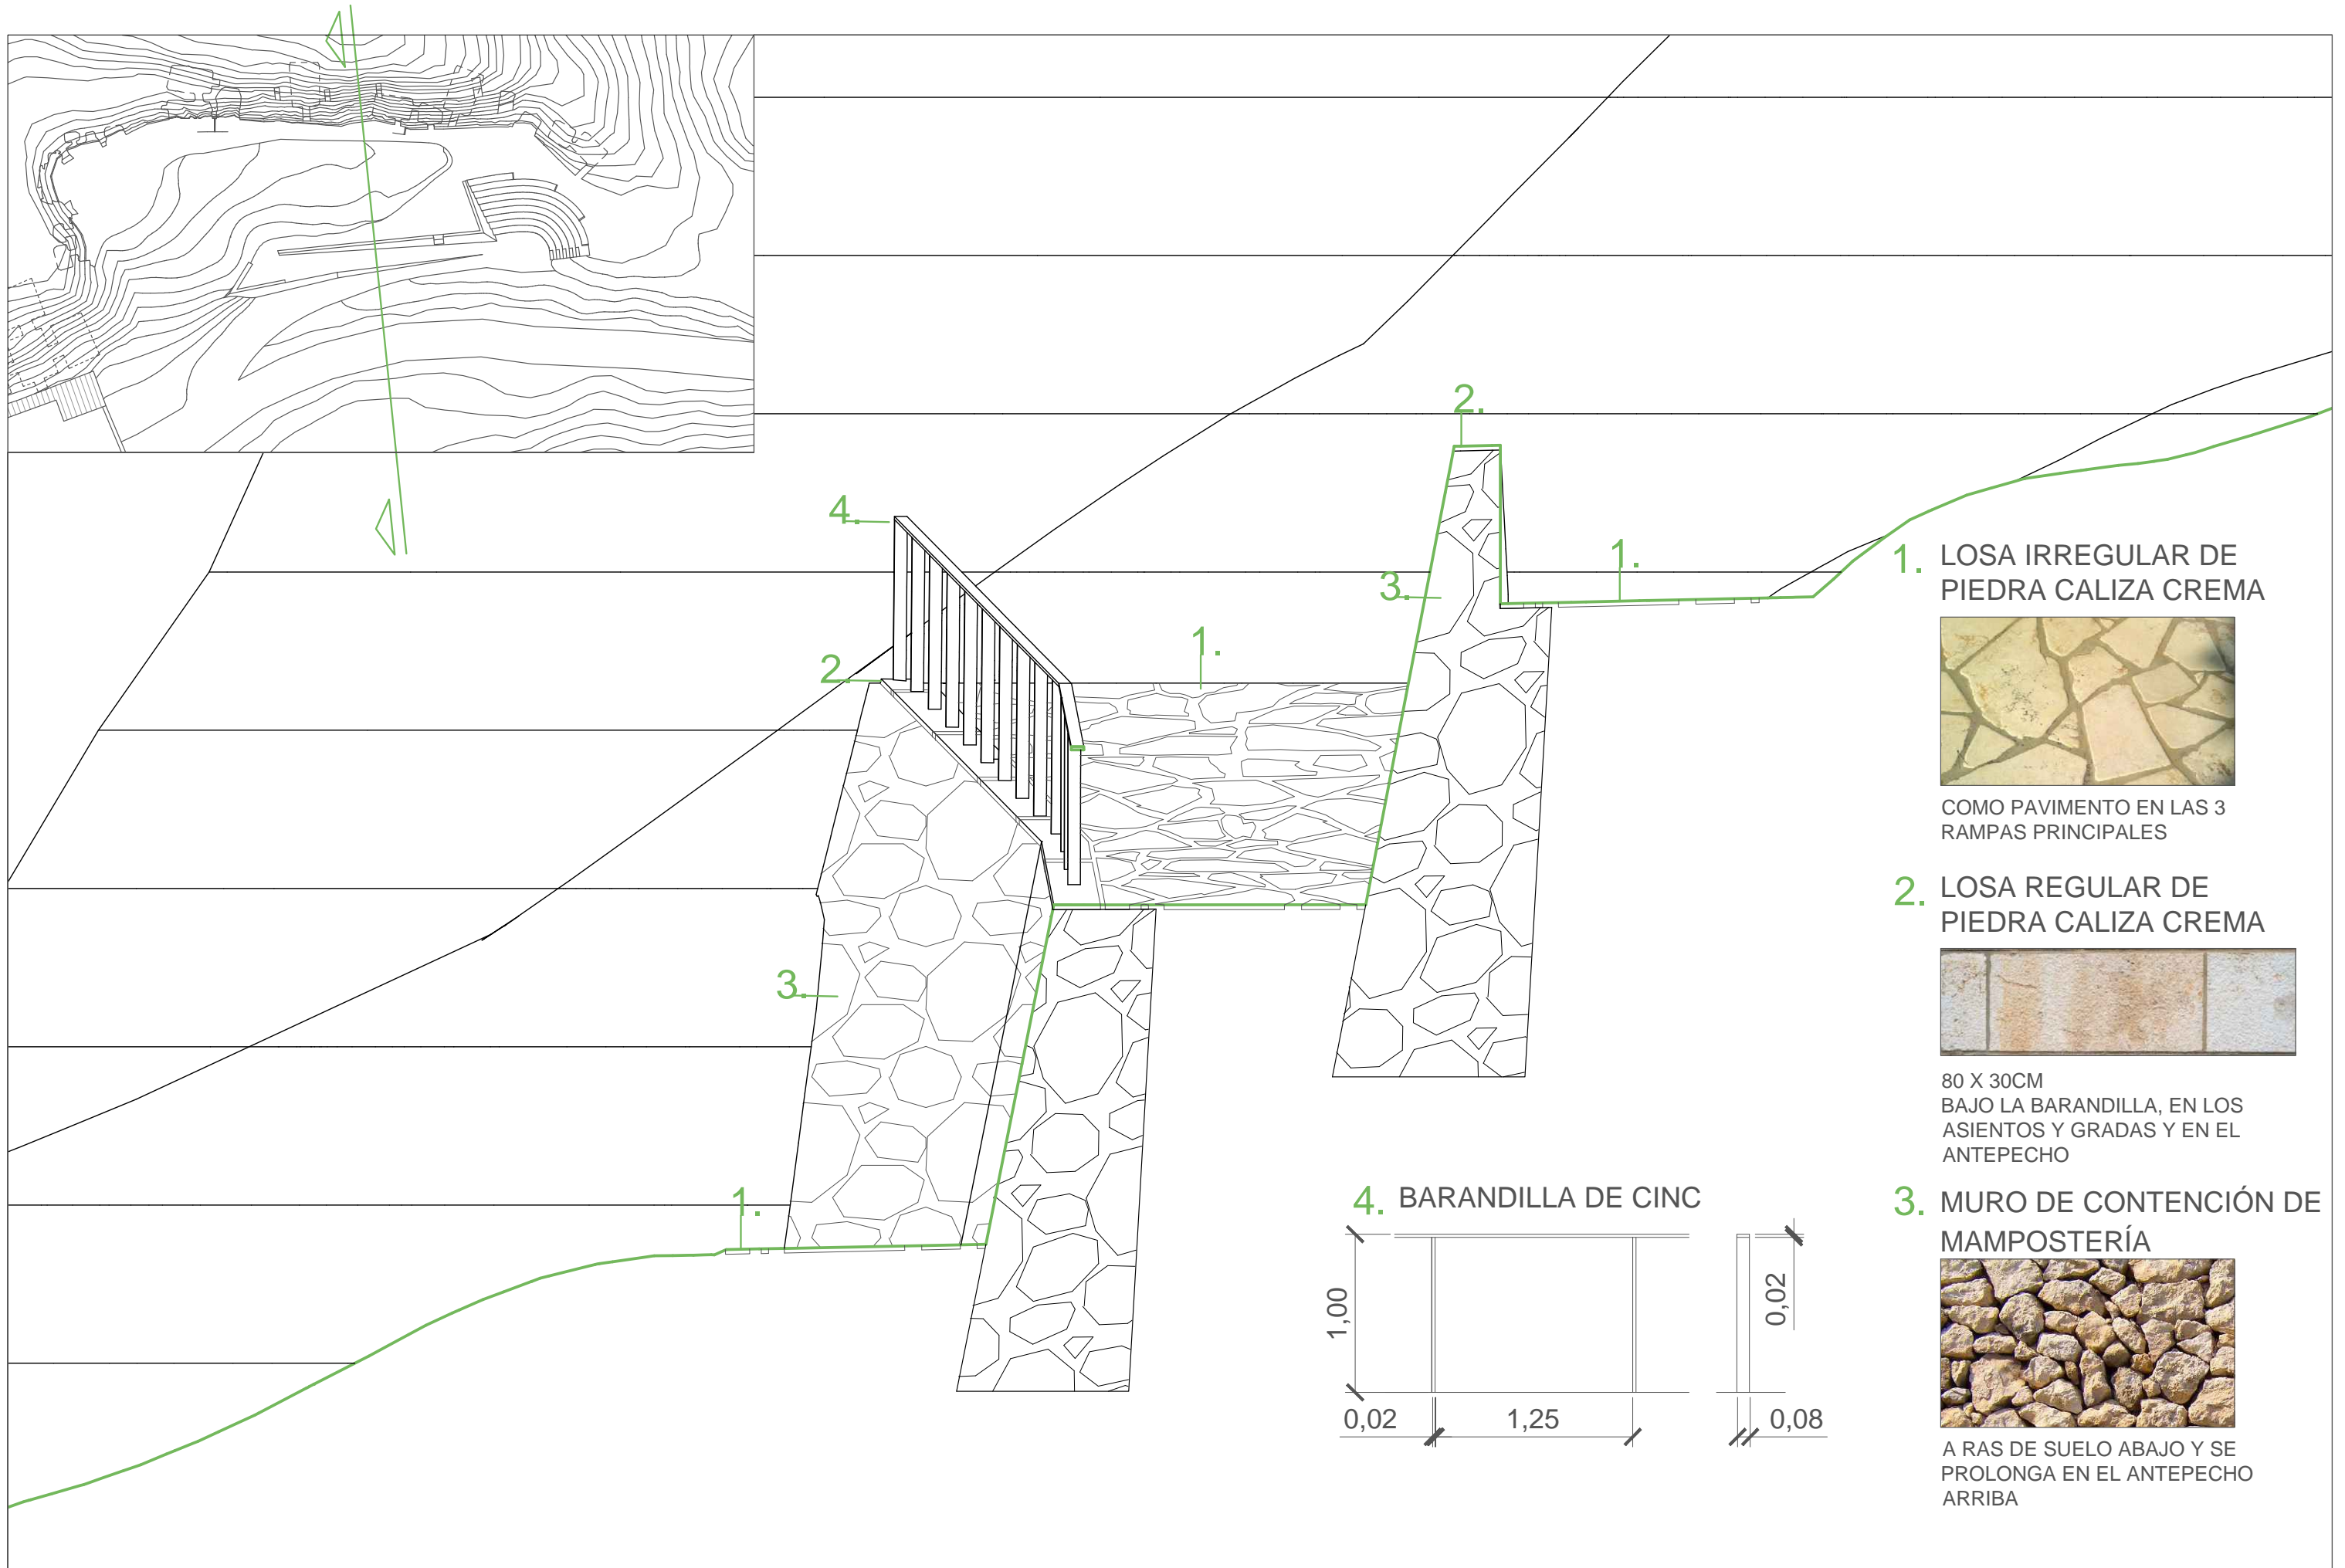 2.
4.
1.
3.
1.
2.
3.
1.
1. LOSA IRREGULAR DE
PIEDRA CALIZA CREMA
COMO PAVIMENTO EN LAS 3
RAMPAS PRINCIPALES
2. LOSA REGULAR DE
PIEDRA CALIZA CREMA
80 X 30CM
BAJO LA BARANDILLA, EN LOS
ASIENTOS Y GRADAS Y EN EL
ANTEPECHO
3. MURO DE CONTENCIÓN DE
MAMPOSTERÍA
A RAS DE SUELO ABAJO Y SE
PROLONGA EN EL ANTEPECHO
ARRIBA
4. BARANDILLA DE CINC
1,00
0,02
0,02
1,25
0,08